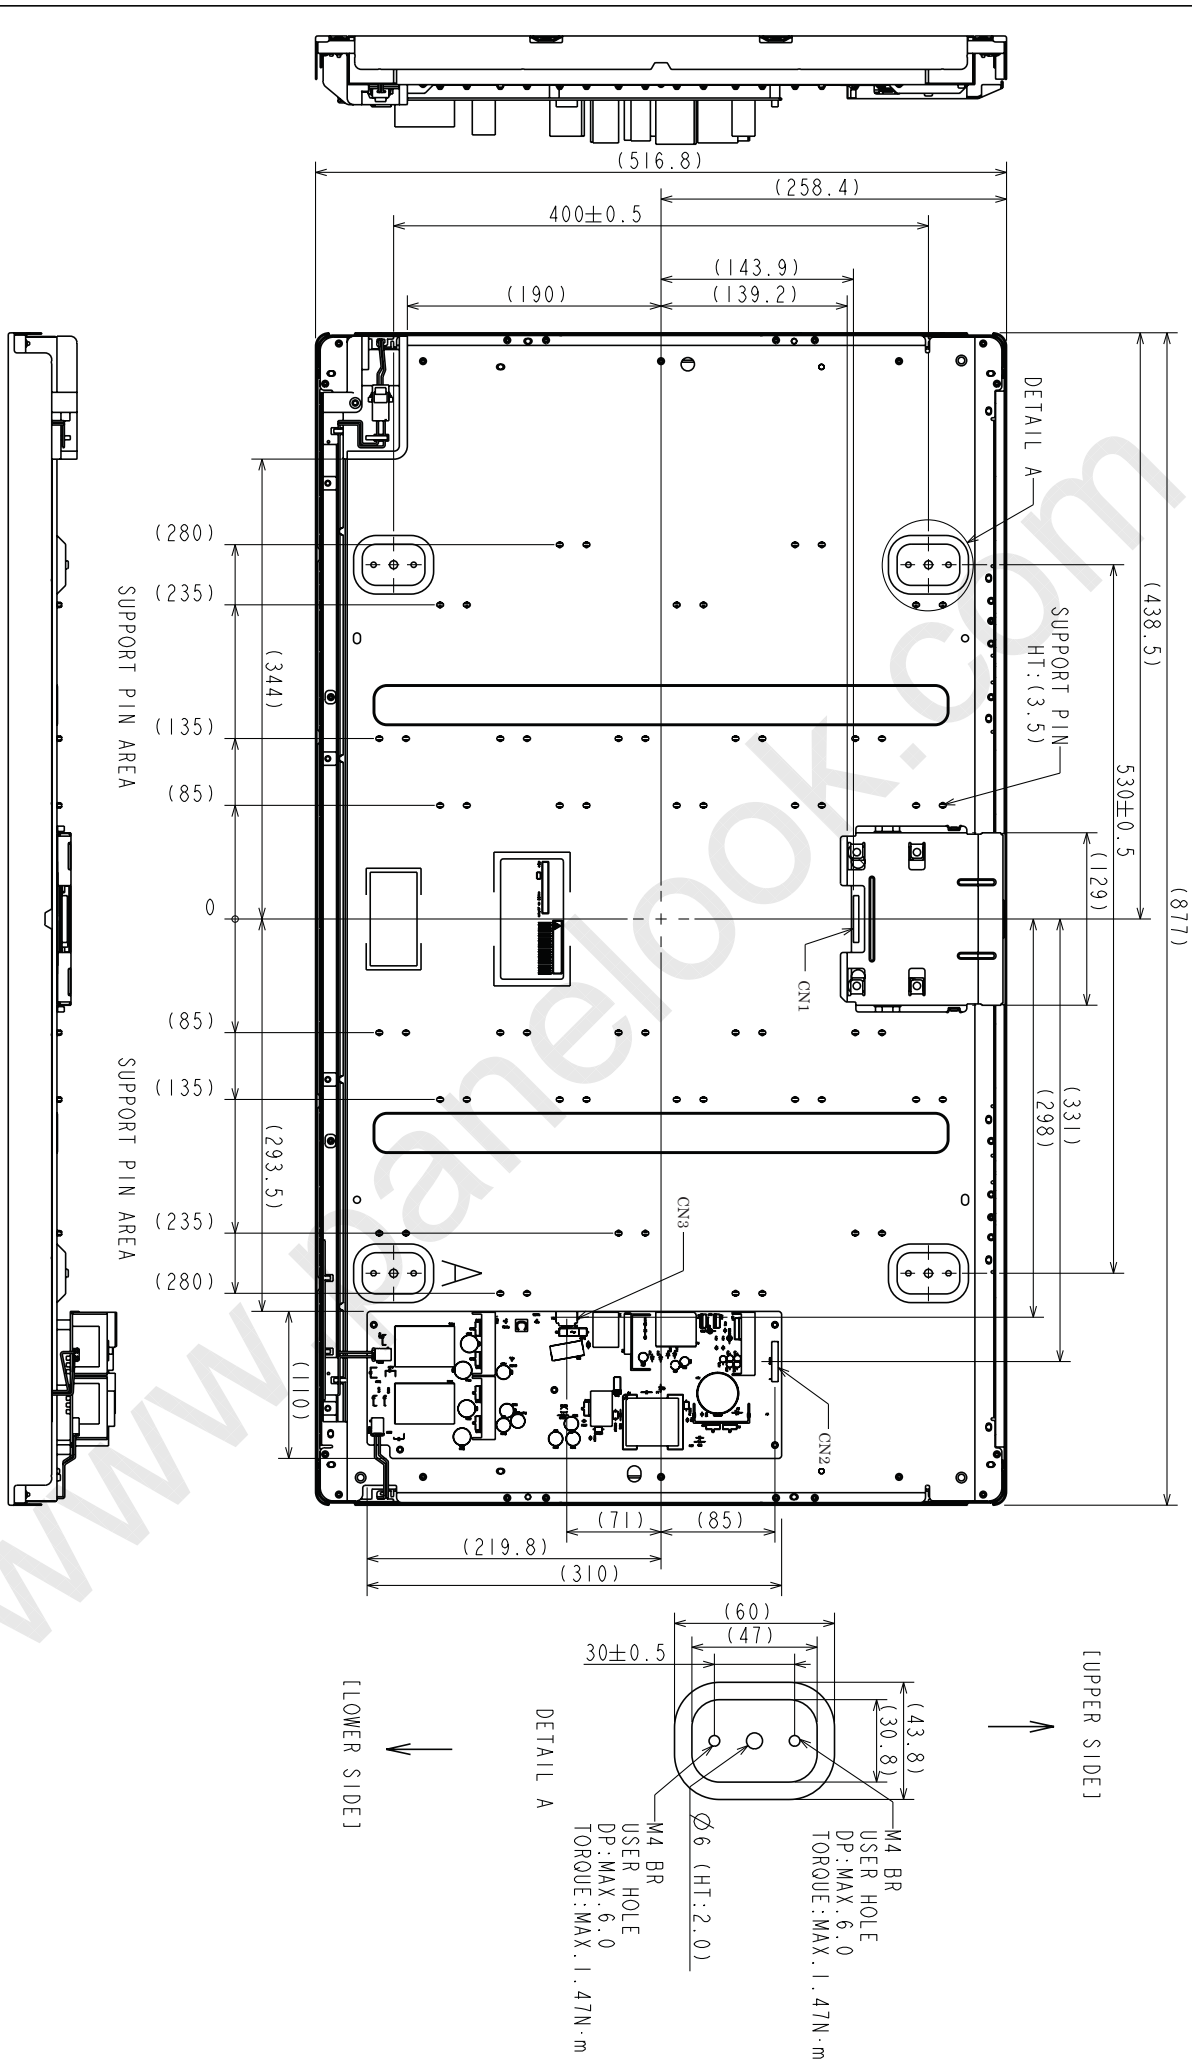 (516.8)
(258.4)
400±0.5
(143.9)
(190)
(139.2)
DETAIL A
(280)
(235)
SUPPORT PIN AREA
(344)
(135)
(85)
0
(85)
SUPPORT PIN AREA
(135)
(293.5)
(235)
(280)
(110)
(438.5)
SUPPORT PIN
HT:(3.5)
530±0.5
(129)
(877)
CN1
(331)
(298)
CN3
A
CN2
(71)
(85)
(219.8)
(310)
(60)
(47)
30±0.5
[UPPER SIDE]
(43.8)
(30.8)
DETAIL A
[LOWER SIDE]
M4 BR
USER HOLE
DP:MAX.6.0
TORQUE:MAX.1.47N·m
Ø6 (HT:2.0)
M4 BR
USER HOLE
DP:MAX.6.0
TORQUE:MAX.1.47N·m
www.panelook.com